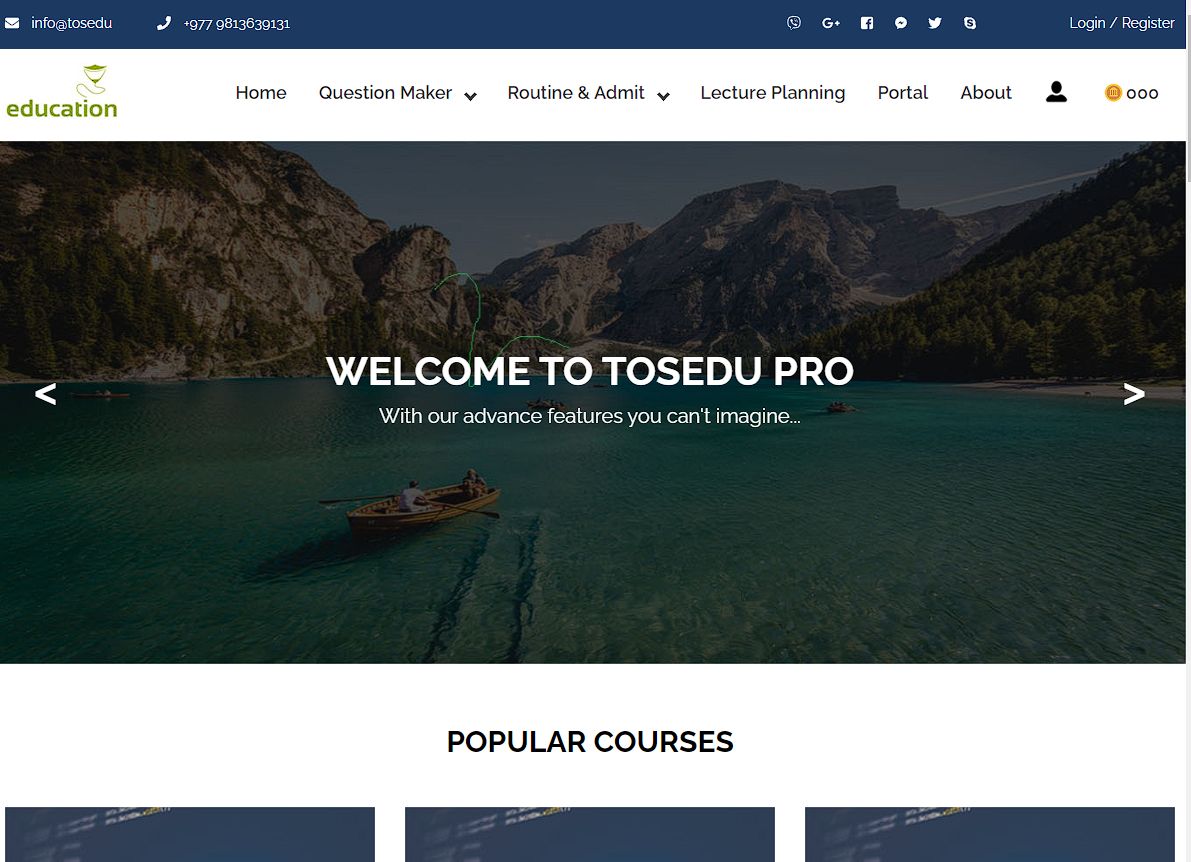 info@tosedu
+977 9813639131
Login / Register
education
Home
Question Maker
Routine & Admit
Lecture Planning
Portal
About
000
WELCOME TO TOSEDU PRO
With our advance features you can't imagine...
<
>
POPULAR COURSES